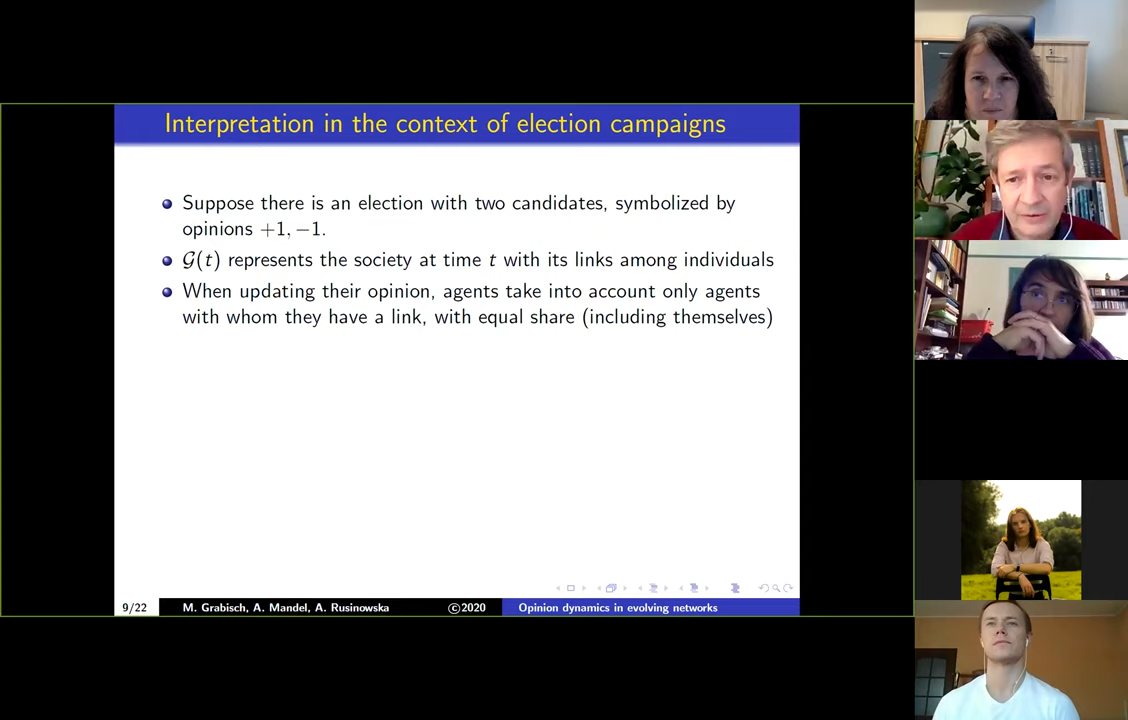 Interpretation in the context of election campaigns
Suppose there is an election with two candidates, symbolized by
opinions +1, −1.
𝒢(t) represents the society at time t with its links among individuals
When updating their opinion, agents take into account only agents
with whom they have a link, with equal share (including themselves)
9/22 M. Grabisch, A. Mandel, A. Rusinowska ©2020 Opinion dynamics in evolving networks